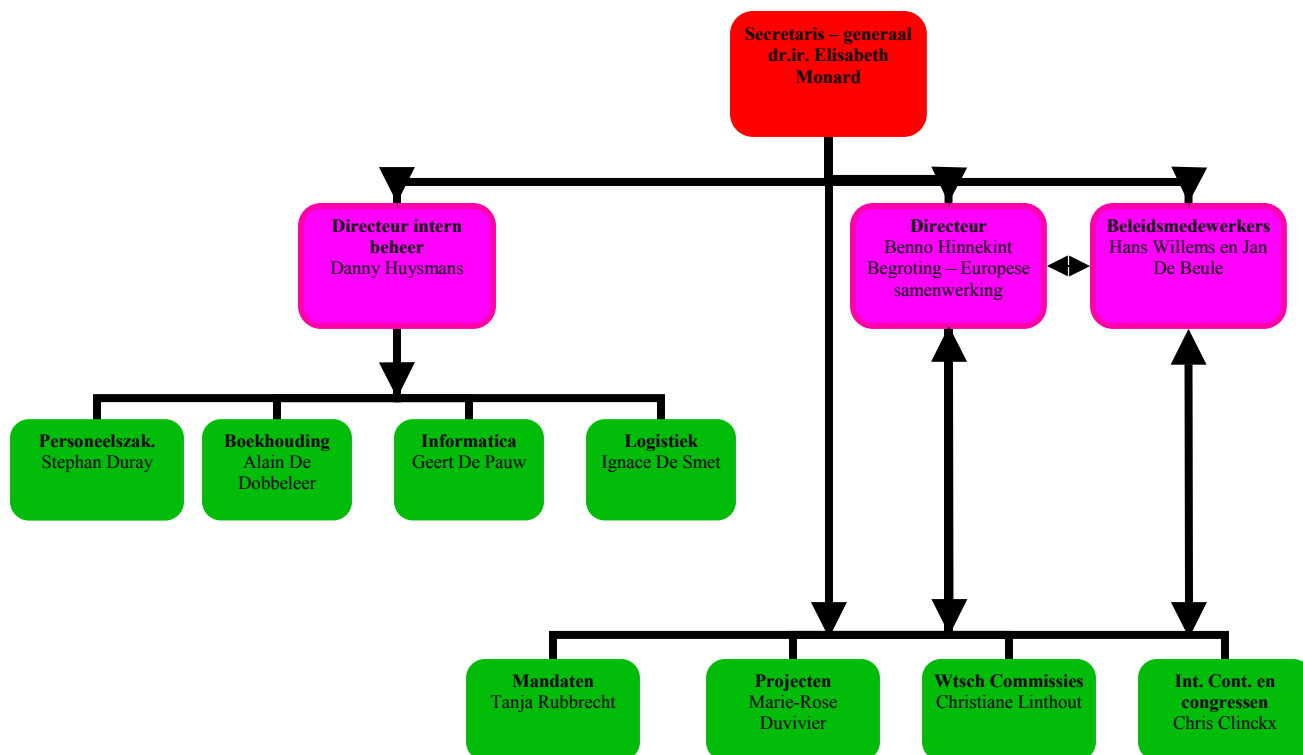 Secretaris – generaal
dr.ir. Elisabeth
Monard
Directeur intern
beheer
Danny Huysmans
Directeur
Benno Hinnekint
Begroting – Europese
samenwerking
Beleidsmedewerkers
Hans Willems en Jan
De Beule
Personeelszak.
Stephan Duray
Boekhouding
Alain De
Dobbeleer
Informatica
Geert De Pauw
Logistiek
Ignace De Smet
Mandaten
Tanja Rubbrecht
Projecten
Marie-Rose
Duvivier
Wtsch Commissies
Christiane Linthout
Int. Cont. en
congressen
Chris Clinckx